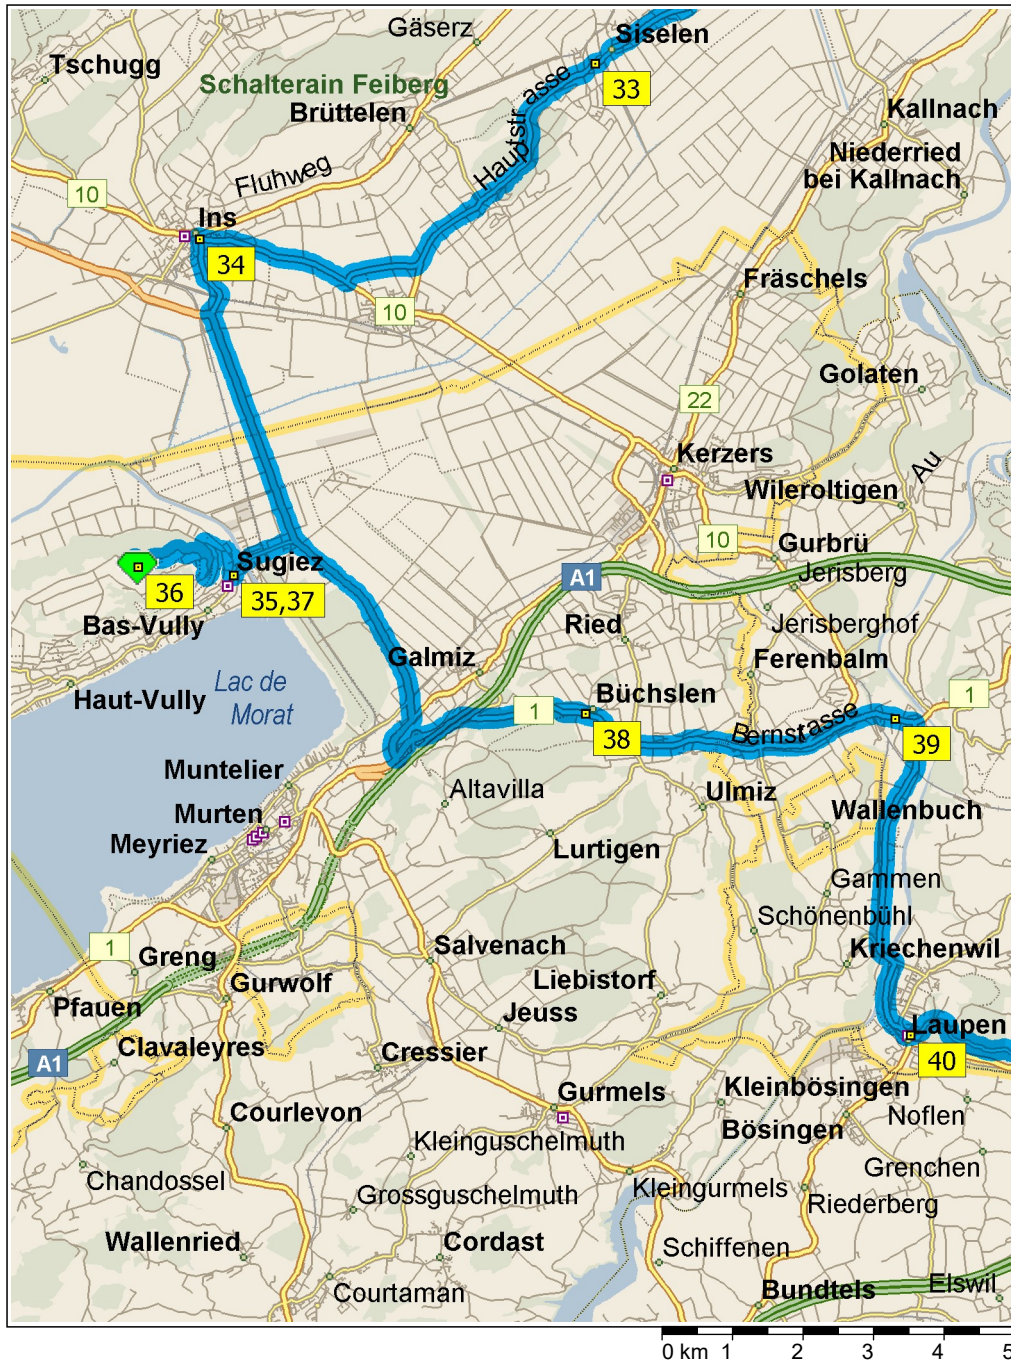 Gäserz
Siselen
Tschugg
Schalterain Feiberg
33
Brüttelen
Hauptstrasse
Kallnach
Niederried
bei Kallnach
Fluhweg
10
Ins
34
Fräschels
10
Golaten
22
Kerzers
Au
Wileroltigen
10
Gurbrü
Sugiez
A1
Jerisberg
36
35,37
Bas-Vully
Ried
Jerisberghof
Galmiz
Ferenbalm
Haut-Vully
Lac de
Morat
Büchslen
1
1
Bernstrasse
38
39
Muntelier
Altavilla
Ulmiz
Murten
Wallenbuch
Meyriez
Lurtigen
Gammen
Schönenbühl
1
Salvenach
Kriechenwil
Greng
Liebistorf
Gurwolf
Pfauen
Jeuss
Laupen
A1
Clavaleyres
Cressier
40
Gurmels
Kleinbösingen
Courlevon
Noflen
Bösingen
Kleinguschelmuth
Grenchen
Chandossel
Kleingurmels
Grossguschelmuth
Riederberg
Wallenried
Cordast
Schiffenen
Courtaman
Bundtels
Elswil
0 km 1 2 3 4 5